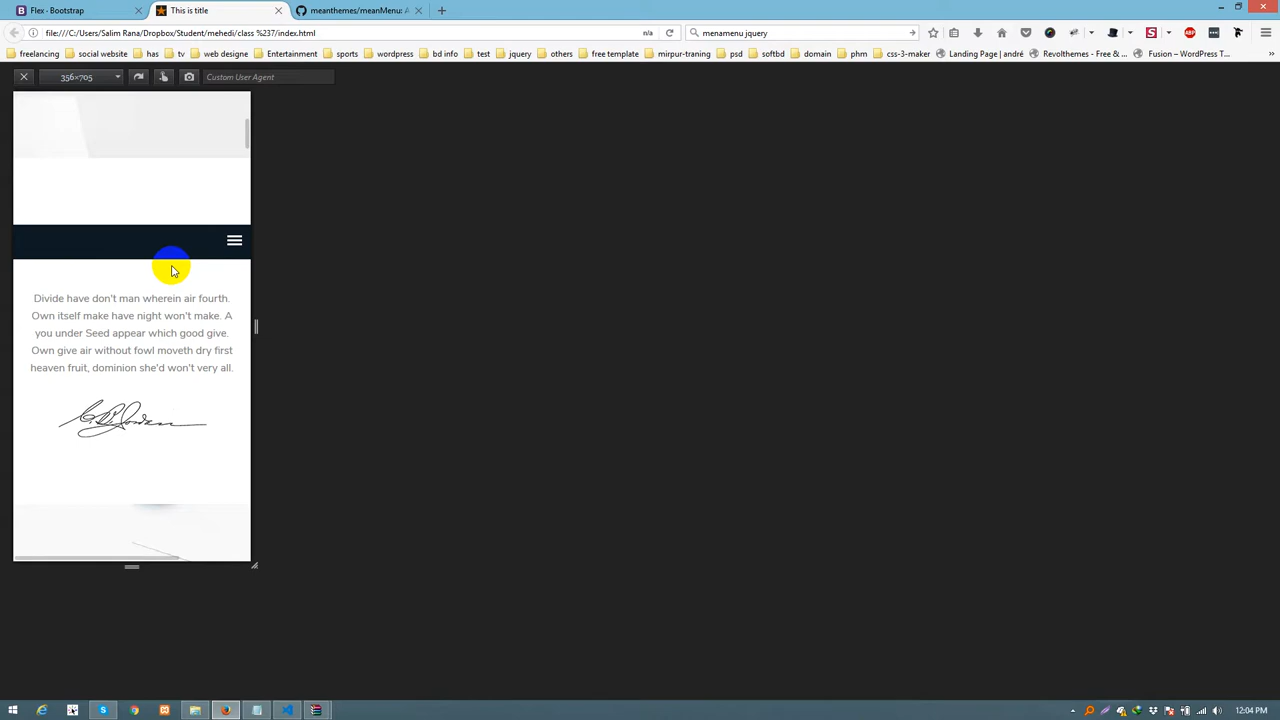 Flex - Bootstrap
This is title
meanthemes/meanMenu: A
file:///C:/Users/Salim Rana/Dropbox/Student/mehedi/class %237/index.html
n/a
menamenu jquery
freelancing
social website
has
tv
web designe
Entertainment
sports
wordpress
bd info
test
jquery
others
free template
mirpur-traning
psd
softbd
domain
phm
css-3-maker
Landing Page | andré
Revolthemes - Free &...
Fusion – WordPress T...
356×705
Custom User Agent
Divide have don't man wherein air fourth.
Own itself make have night won't make. A
you under Seed appear which good give.
Own give air without fowl moveth dry first
heaven fruit, dominion she'd won't very all.
12:04 PM